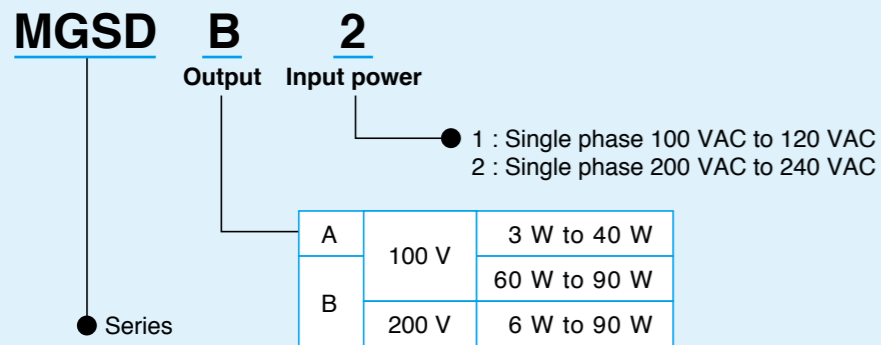 MGSD B 2
Output Input power
1 : Single phase 100 VAC to 120 VAC
2 : Single phase 200 VAC to 240 VAC
A 100 V 3 W to 40 W
B 60 W to 90 W
200 V 6 W to 90 W
Series